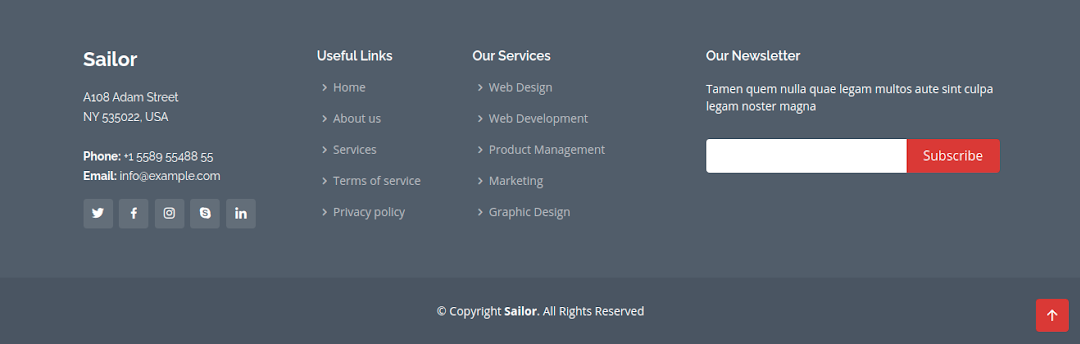 Sailor
A108 Adam Street
NY 535022, USA
Phone: +1 5589 55488 55
Email: info@example.com
Useful Links
Home
About us
Services
Terms of service
Privacy policy
Our Services
Web Design
Web Development
Product Management
Marketing
Graphic Design
Our Newsletter
Tamen quem nulla quae legam multos aute sint culpa
legam noster magna
Subscribe
© Copyright Sailor. All Rights Reserved